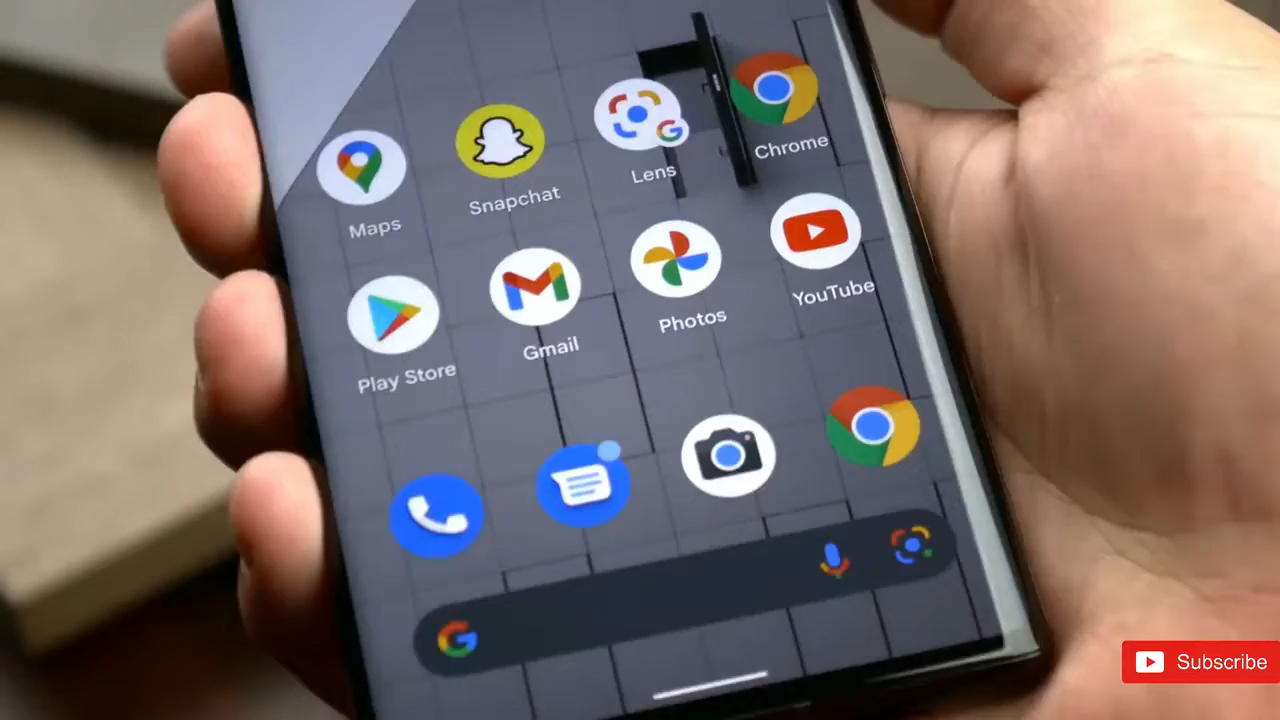 Maps
Snapchat
Lens
Chrome
Play Store
Gmail
Photos
YouTube
G
Subscribe